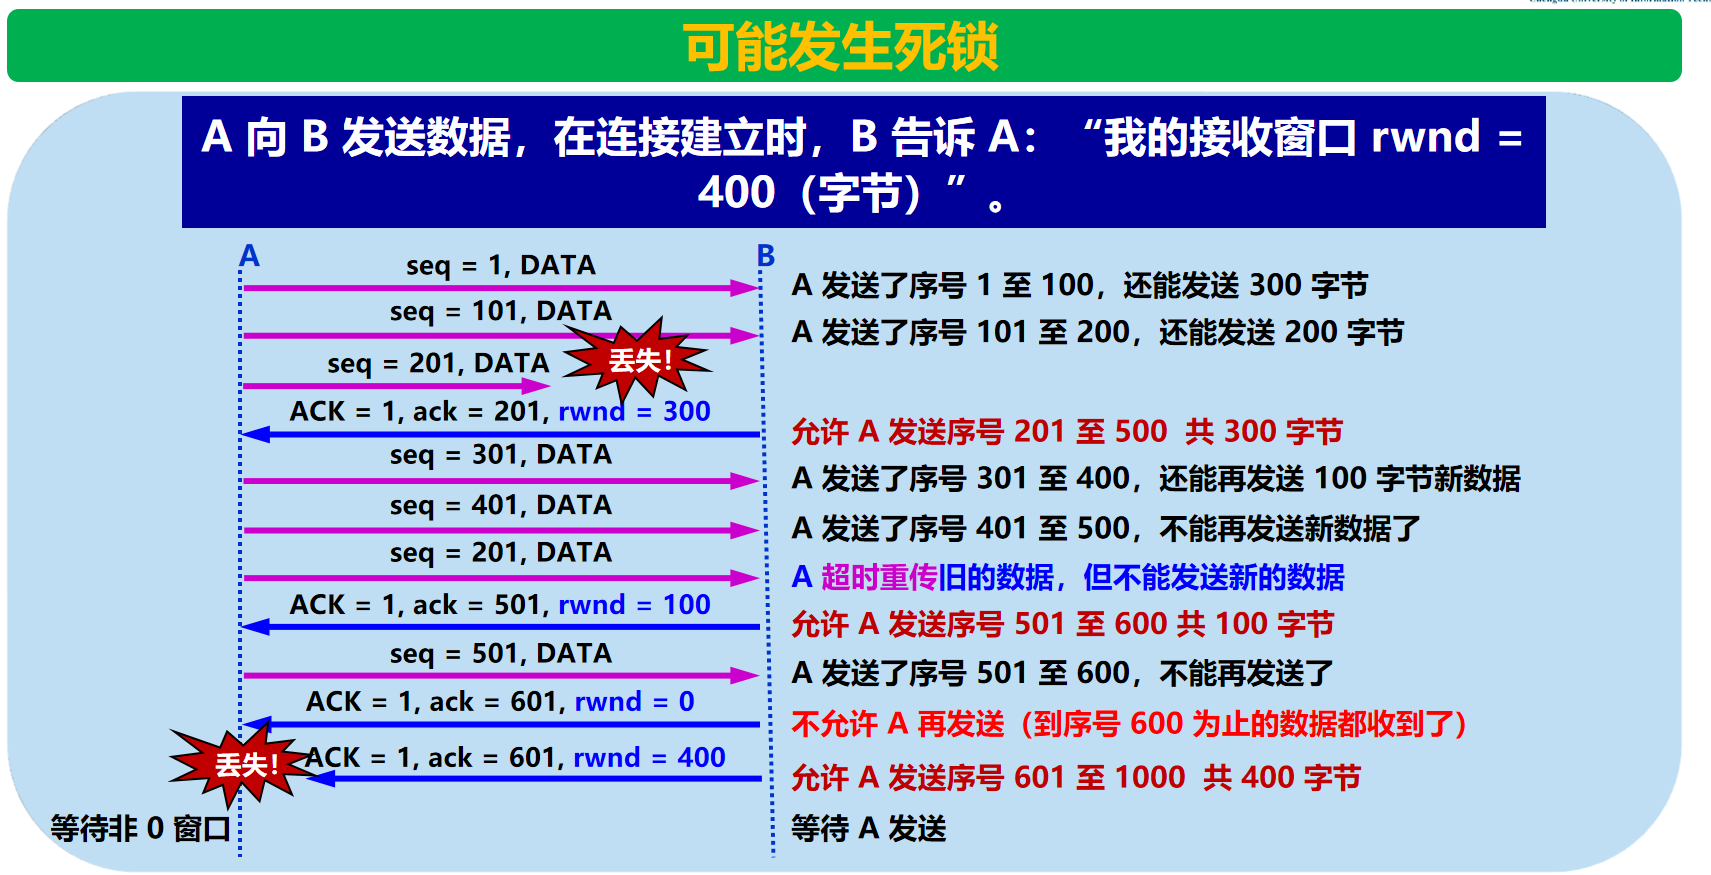 可能发生死锁
A 向 B 发送数据，在连接建立时，B 告诉 A：“我的接收窗口 rwnd =
400（字节）”。
A
B
seq = 1, DATA
A 发送了序号 1 至 100，还能发送 300 字节
seq = 101, DATA
A 发送了序号 101 至 200，还能发送 200 字节
seq = 201, DATA
丢失！
ACK = 1, ack = 201, rwnd = 300
允许 A 发送序号 201 至 500 共 300 字节
seq = 301, DATA
A 发送了序号 301 至 400，还能再发送 100 字节新数据
seq = 401, DATA
A 发送了序号 401 至 500，不能再发送新数据了
seq = 201, DATA
A 超时重传旧的数据，但不能发送新的数据
ACK = 1, ack = 501, rwnd = 100
允许 A 发送序号 501 至 600 共 100 字节
seq = 501, DATA
A 发送了序号 501 至 600，不能再发送了
ACK = 1, ack = 601, rwnd = 0
不允许 A 再发送（到序号 600 为止的数据都收到了）
丢失！
ACK = 1, ack = 601, rwnd = 400
允许 A 发送序号 601 至 1000 共 400 字节
等待非 0 窗口
等待 A 发送